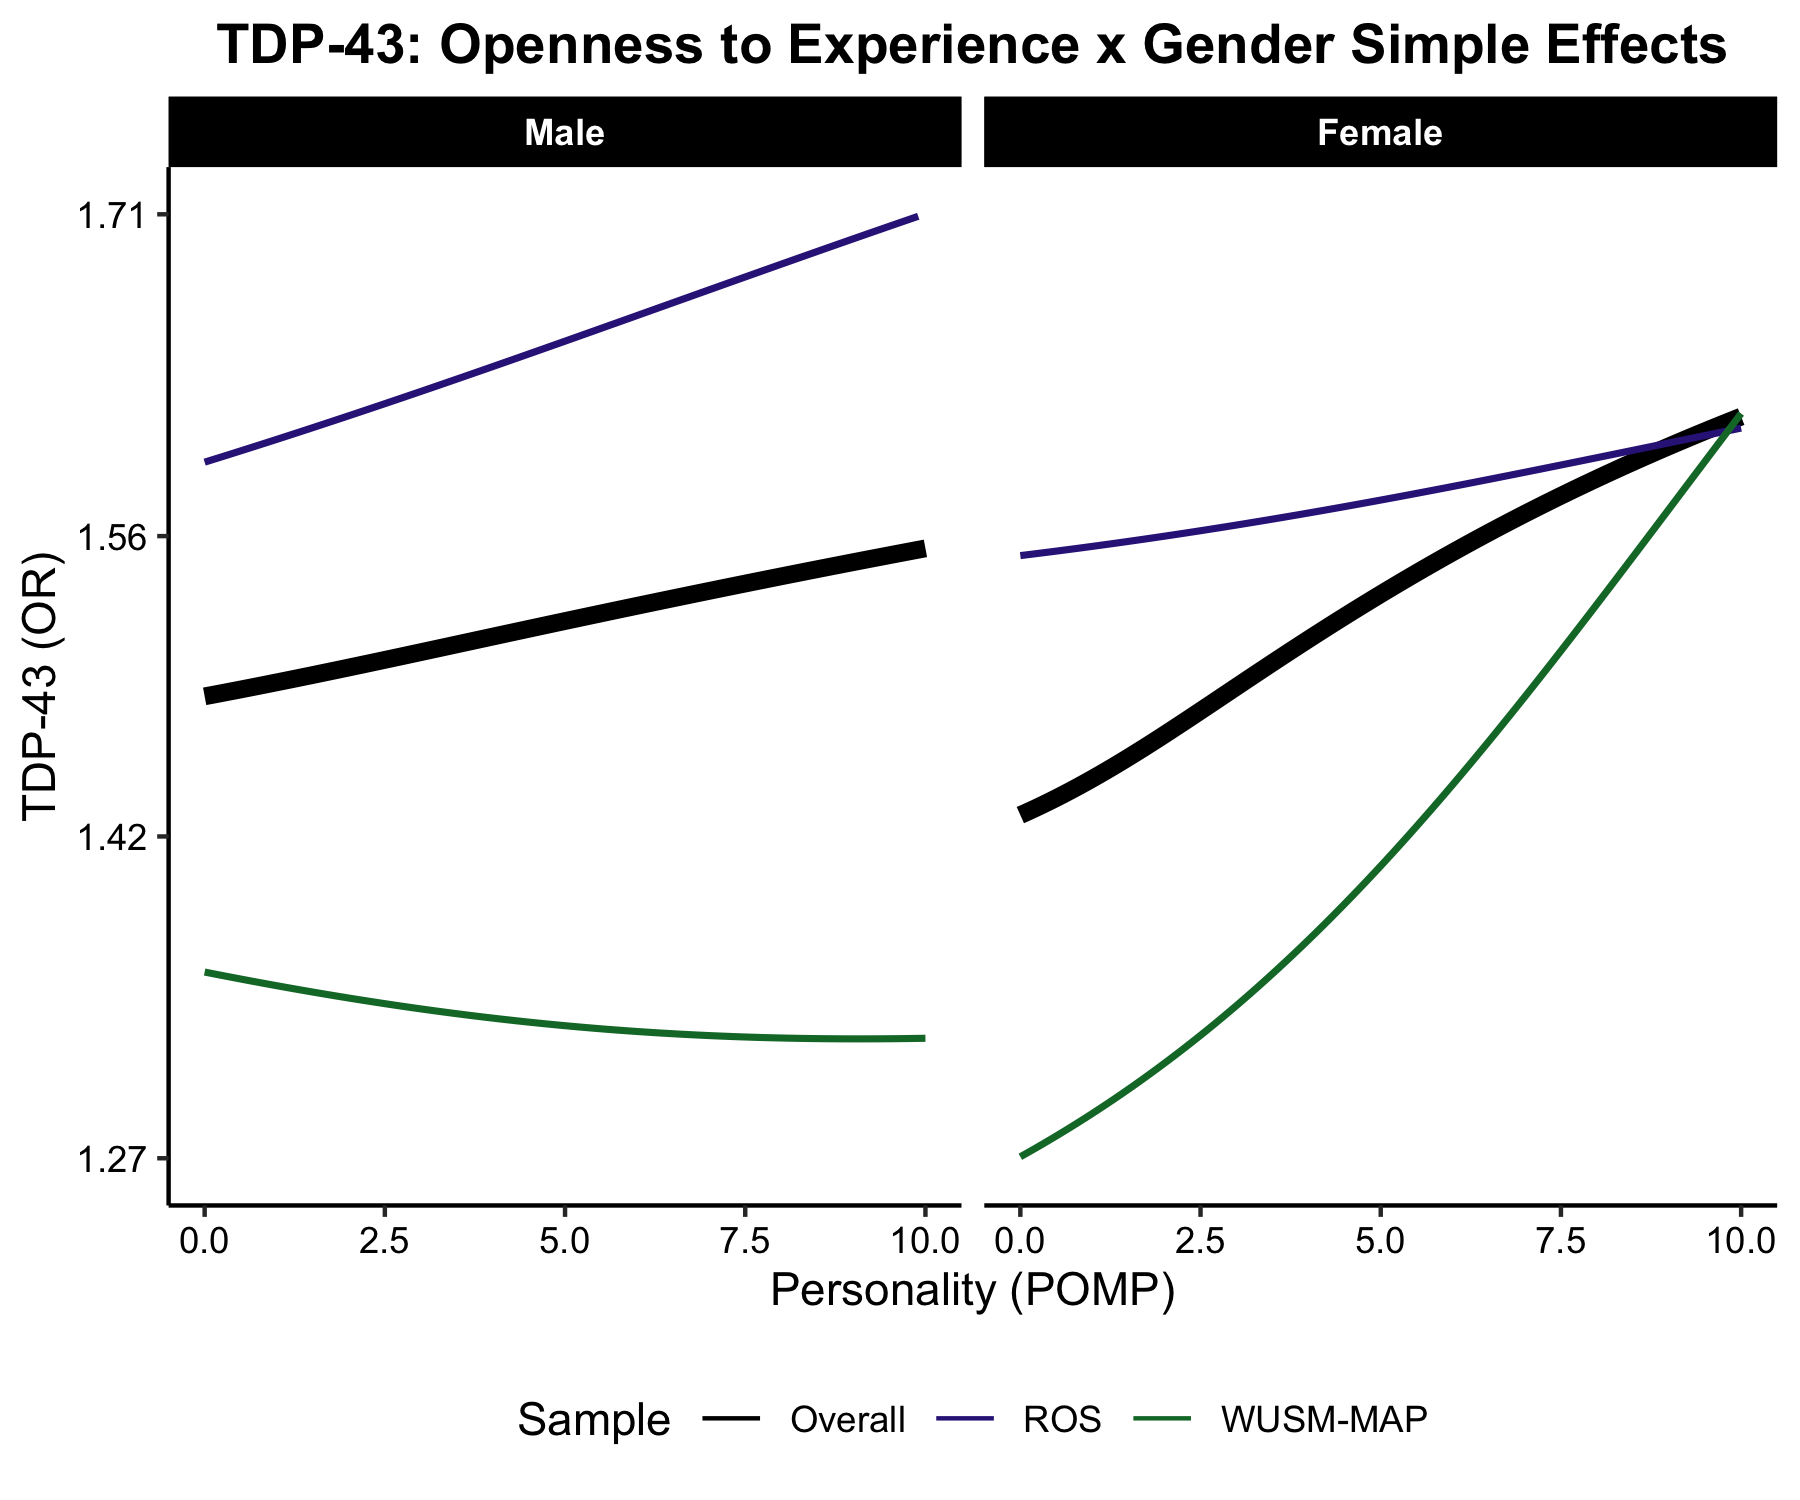 TDP-43: Openness to Experience x Gender Simple Effects
Male
Female
1.71
1.56
1.42
1.27
TDP-43 (OR)
0.0 2.5 5.0 7.5 10.0
0.0 2.5 5.0 7.5 10.0
Personality (POMP)
Sample Overall ROS WUSM-MAP